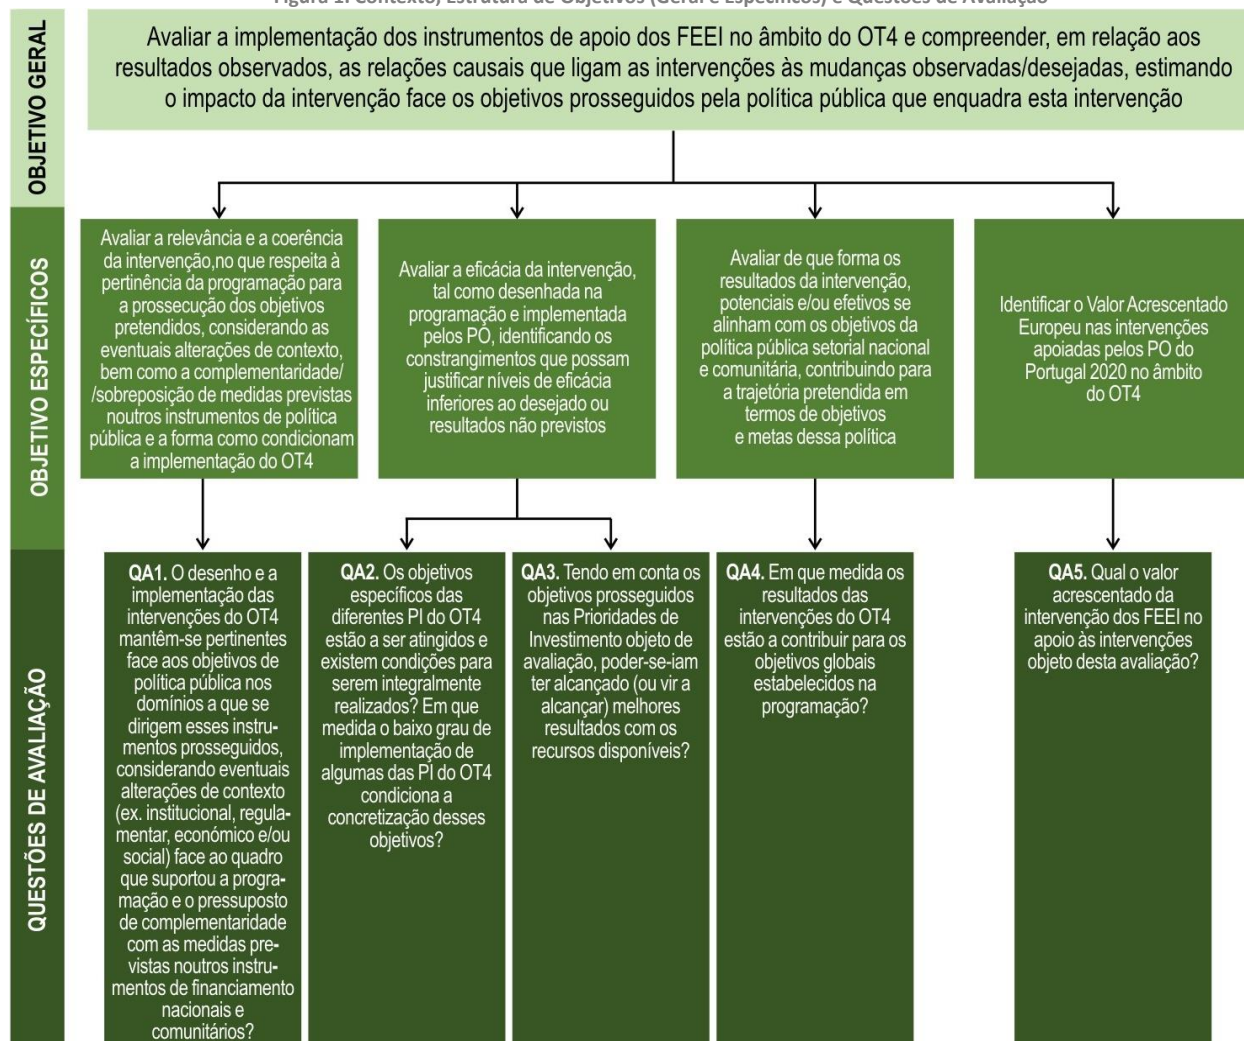 Figura 1. Contexto, Estrutura de Objetivos (Geral e Específicos) e Questões de Avaliação
OBJETIVO GERAL
Avaliar a implementação dos instrumentos de apoio dos FEEI no âmbito do OT4 e compreender, em relação aos
resultados observados, as relações causais que ligam as intervenções às mudanças observadas/desejadas, estimando
o impacto da intervenção face os objetivos prosseguidos pela política pública que enquadra esta intervenção
OBJETIVO ESPECÍFICOS
Avaliar a relevância e a coerência
da intervenção,no que respeita à
pertinência da programação para
a prossecução dos objetivos
pretendidos, considerando as
eventuais alterações de contexto,
bem como a complementaridade/
/sobreposição de medidas previstas
noutros instrumentos de política
pública e a forma como condicionam
a implementação do OT4
Avaliar a eficácia da intervenção,
tal como desenhada na
programação e implementada
pelos PO, identificando os
constrangimentos que possam
justificar níveis de eficácia
inferiores ao desejado ou
resultados não previstos
Avaliar de que forma os
resultados da intervenção,
potenciais e/ou efetivos se
alinham com os objetivos da
política pública setorial nacional
e comunitária, contribuindo para
a trajetória pretendida em
termos de objetivos
e metas dessa política
Identificar o Valor Acrescentado
Europeu nas intervenções
apoiadas pelos PO do
Portugal 2020 no âmbito
do OT4
QUESTÕES DE AVALIAÇÃO
QA1. O desenho e a
implementação das
intervenções do OT4
mantêm-se pertinentes
face aos objetivos de
política pública nos
domínios a que se
dirigem esses instru-
mentos prosseguidos,
considerando eventuais
alterações de contexto
(ex. institucional, regula-
mentar, económico e/ou
social) face ao quadro
que suportou a progra-
mação e o pressuposto
de complementaridade
com as medidas pre-
vistas noutros instru-
mentos de financiamento
nacionais e
comunitários?
QA2. Os objetivos
específicos das
diferentes PI do OT4
estão a ser atingidos e
existem condições para
serem integralmente
realizados? Em que
medida o baixo grau de
implementação de
algumas das PI do OT4
condiciona a
concretização desses
objetivos?
QA3. Tendo em conta os
objetivos prosseguidos
nas Prioridades de
Investimento objeto de
avaliação, poder-se-iam
ter alcançado (ou vir a
alcançar) melhores
resultados com os
recursos disponíveis?
QA4. Em que medida os
resultados das
intervenções do OT4
estão a contribuir para os
objetivos globais
estabelecidos na
programação?
QA5. Qual o valor
acrescentado da
intervenção dos FEEI no
apoio às intervenções
objeto desta avaliação?